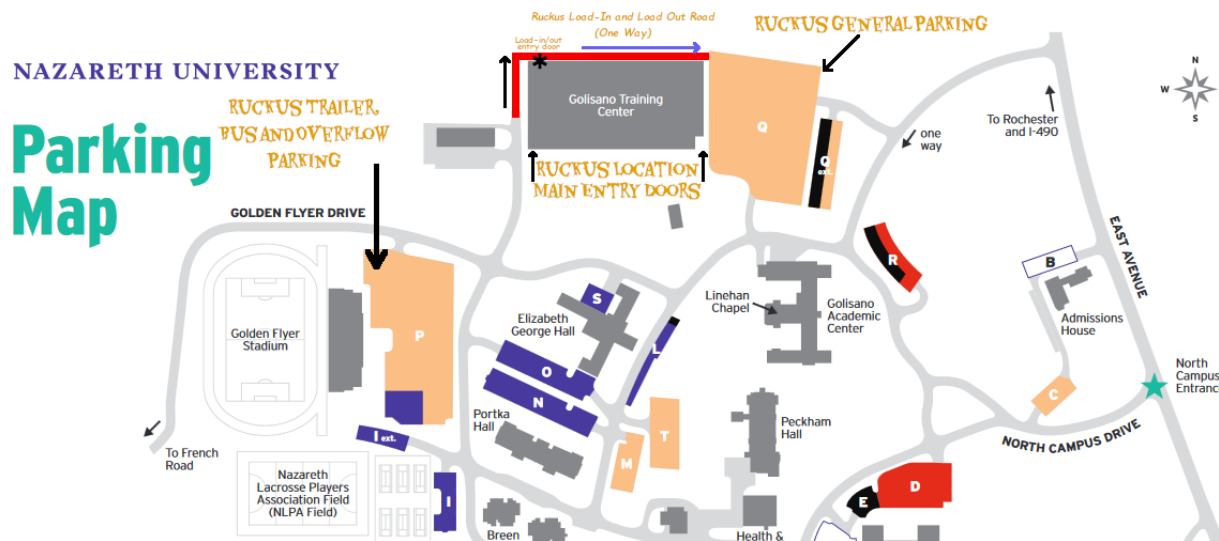 Ruckus Load-In and Load Out Road
(One Way)
RUCKUS GENERAL PARKING
Load-in/out
entry door
NAZARETH UNIVERSITY
Parking
Map
RUCKUS TRAILER,
BUS AND OVERFLOW
PARKING
Golisano Training
Center
Q
Q
ext.
one
way
To Rochester
and I-490
N
W
E
S
RUCKUS LOCATION
MAIN ENTRY DOORS
GOLDEN FLYER DRIVE
EAST AVENUE
R
B
Linehan
Chapel
Golisano
Academic
Center
Admissions
House
S
Elizabeth
George Hall
L
Golden Flyer
Stadium
P
O
N
C
North
Campus
Entranc
Portka
Hall
T
M
Peckham
Hall
NORTH CAMPUS DRIVE
I ext.
To French
Road
Nazareth
Lacrosse Players
Association Field
(NLPA Field)
I
E
D
Breen
Health &